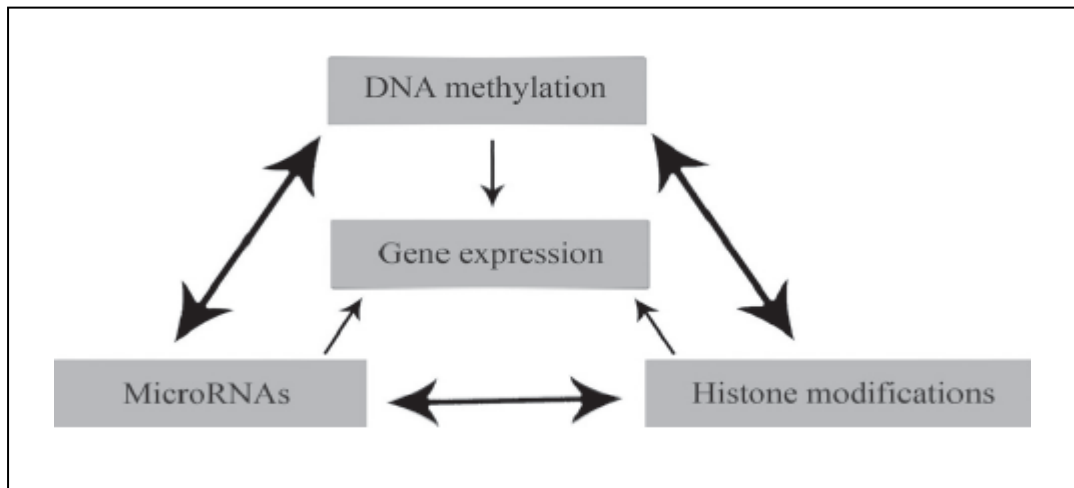 DNA methylation
Gene expression
MicroRNAs
Histone modifications